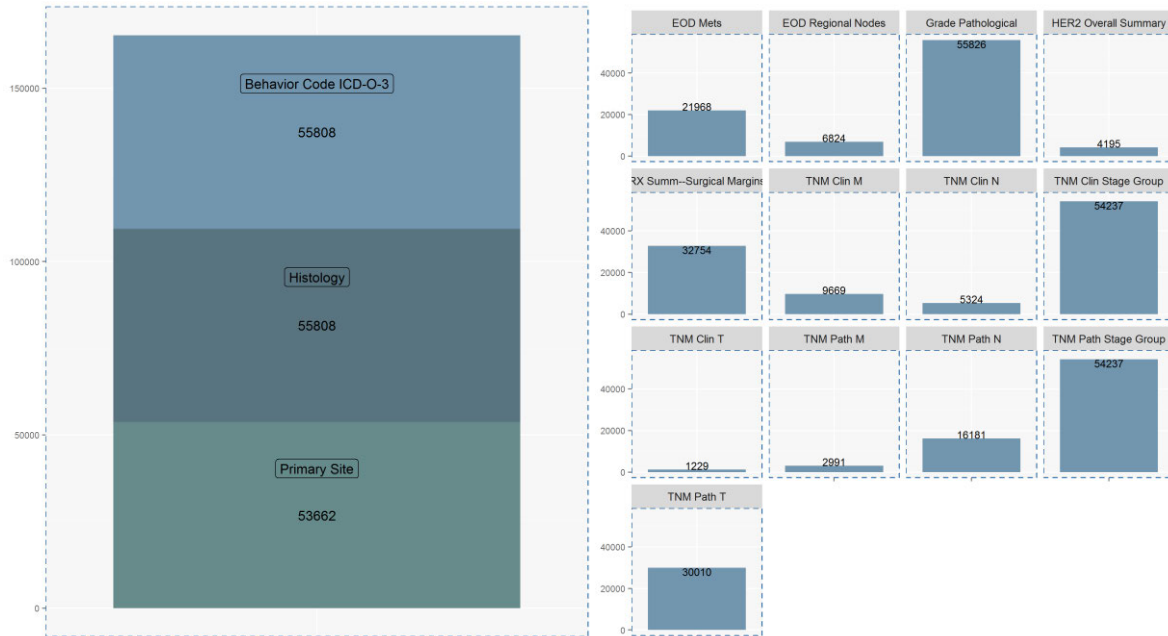 150000
100000
50000
0
Behavior Code ICD-O-3
55808
Histology
55808
Primary Site
53662
EOD Mets EOD Regional Nodes Grade Pathological HER2 Overall Summary
40000
20000
0
21968 6824 55826 4195
RX Summ--Surgical Margins TNM Clin M TNM Clin N TNM Clin Stage Group
40000
20000
0
32754 9669 5324 54237
TNM Clin T TNM Path M TNM Path N TNM Path Stage Group
40000
20000
0
1229 2991 16181 54237
TNM Path T
40000
20000
0
30010